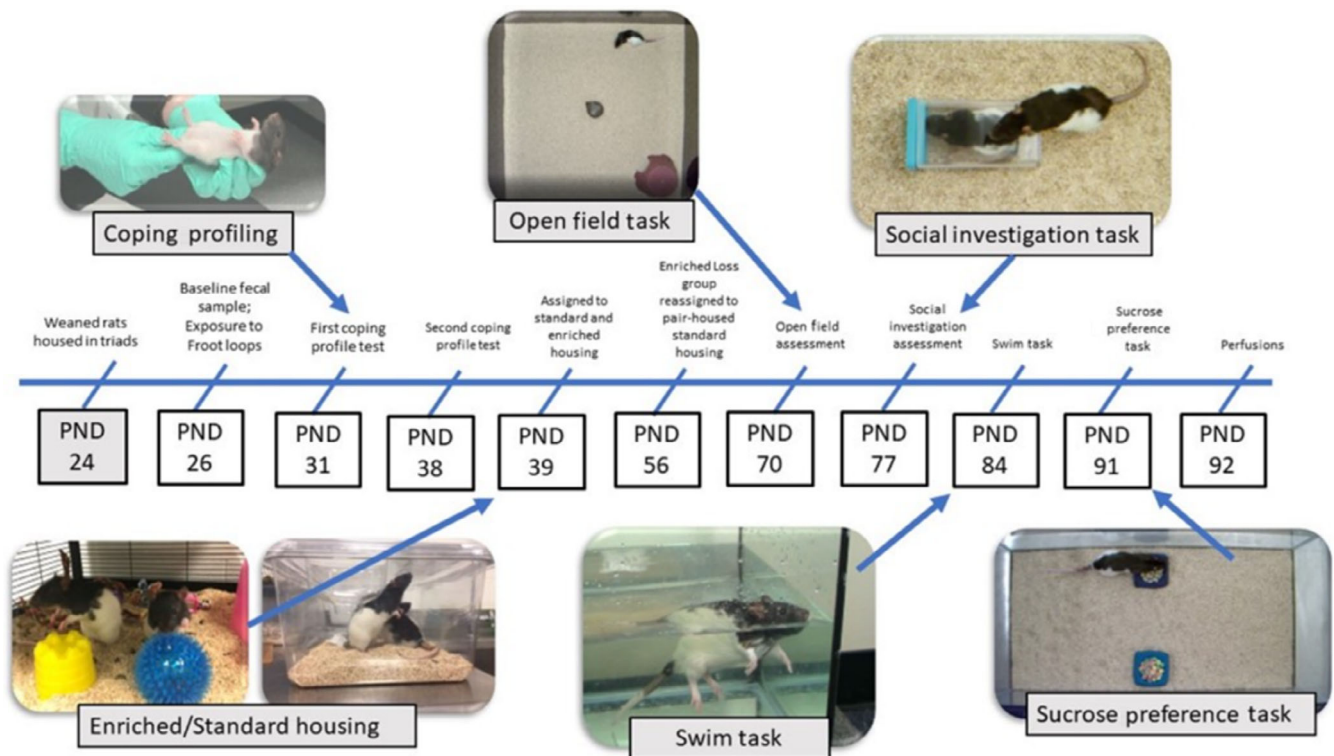 Coping profiling
Open field task
Social investigation task
Weaned rats
housed in triads
Baseline fecal
sample;
Exposure to
Froot loops
First coping
profile test
Second coping
profile test
Assigned to
standard and
enriched
housing
Enriched Loss
group
reassigned to
pair-housed
standard
housing
Open field
assessment
Social
investigation
assessment
Swim task
Sucrose
preference
task
Perfusions
PND
24
PND
26
PND
31
PND
38
PND
39
PND
56
PND
70
PND
77
PND
84
PND
91
PND
92
Enriched/Standard housing
Swim task
Sucrose preference task